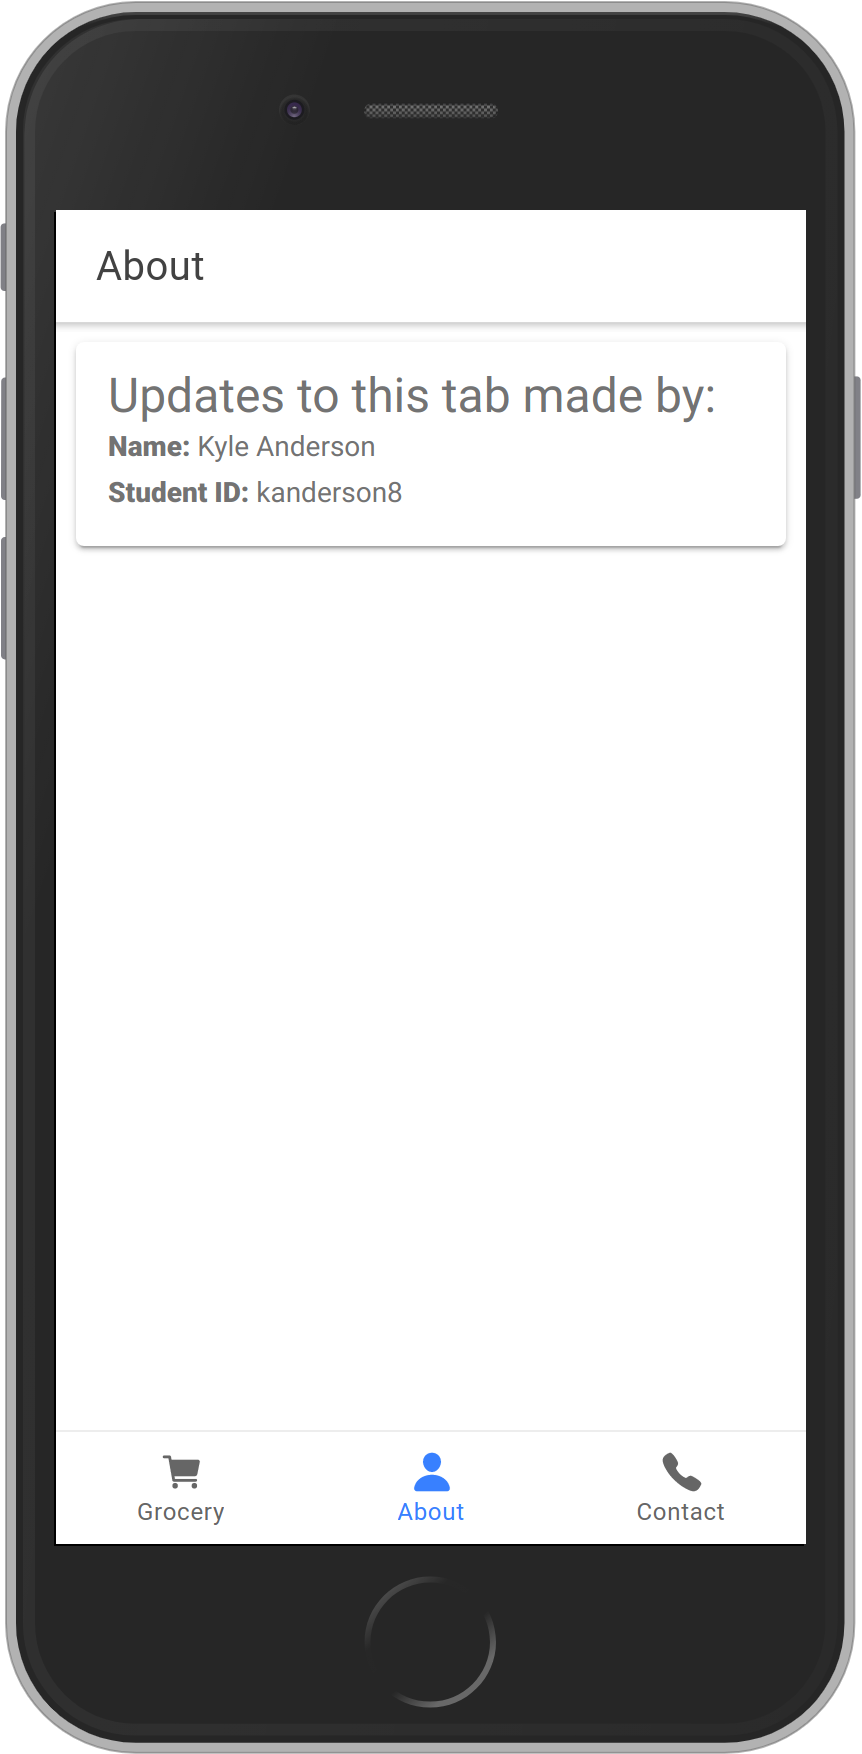 About
Updates to this tab made by:
Name: Kyle Anderson
Student ID: kanderson8
Grocery
About
Contact